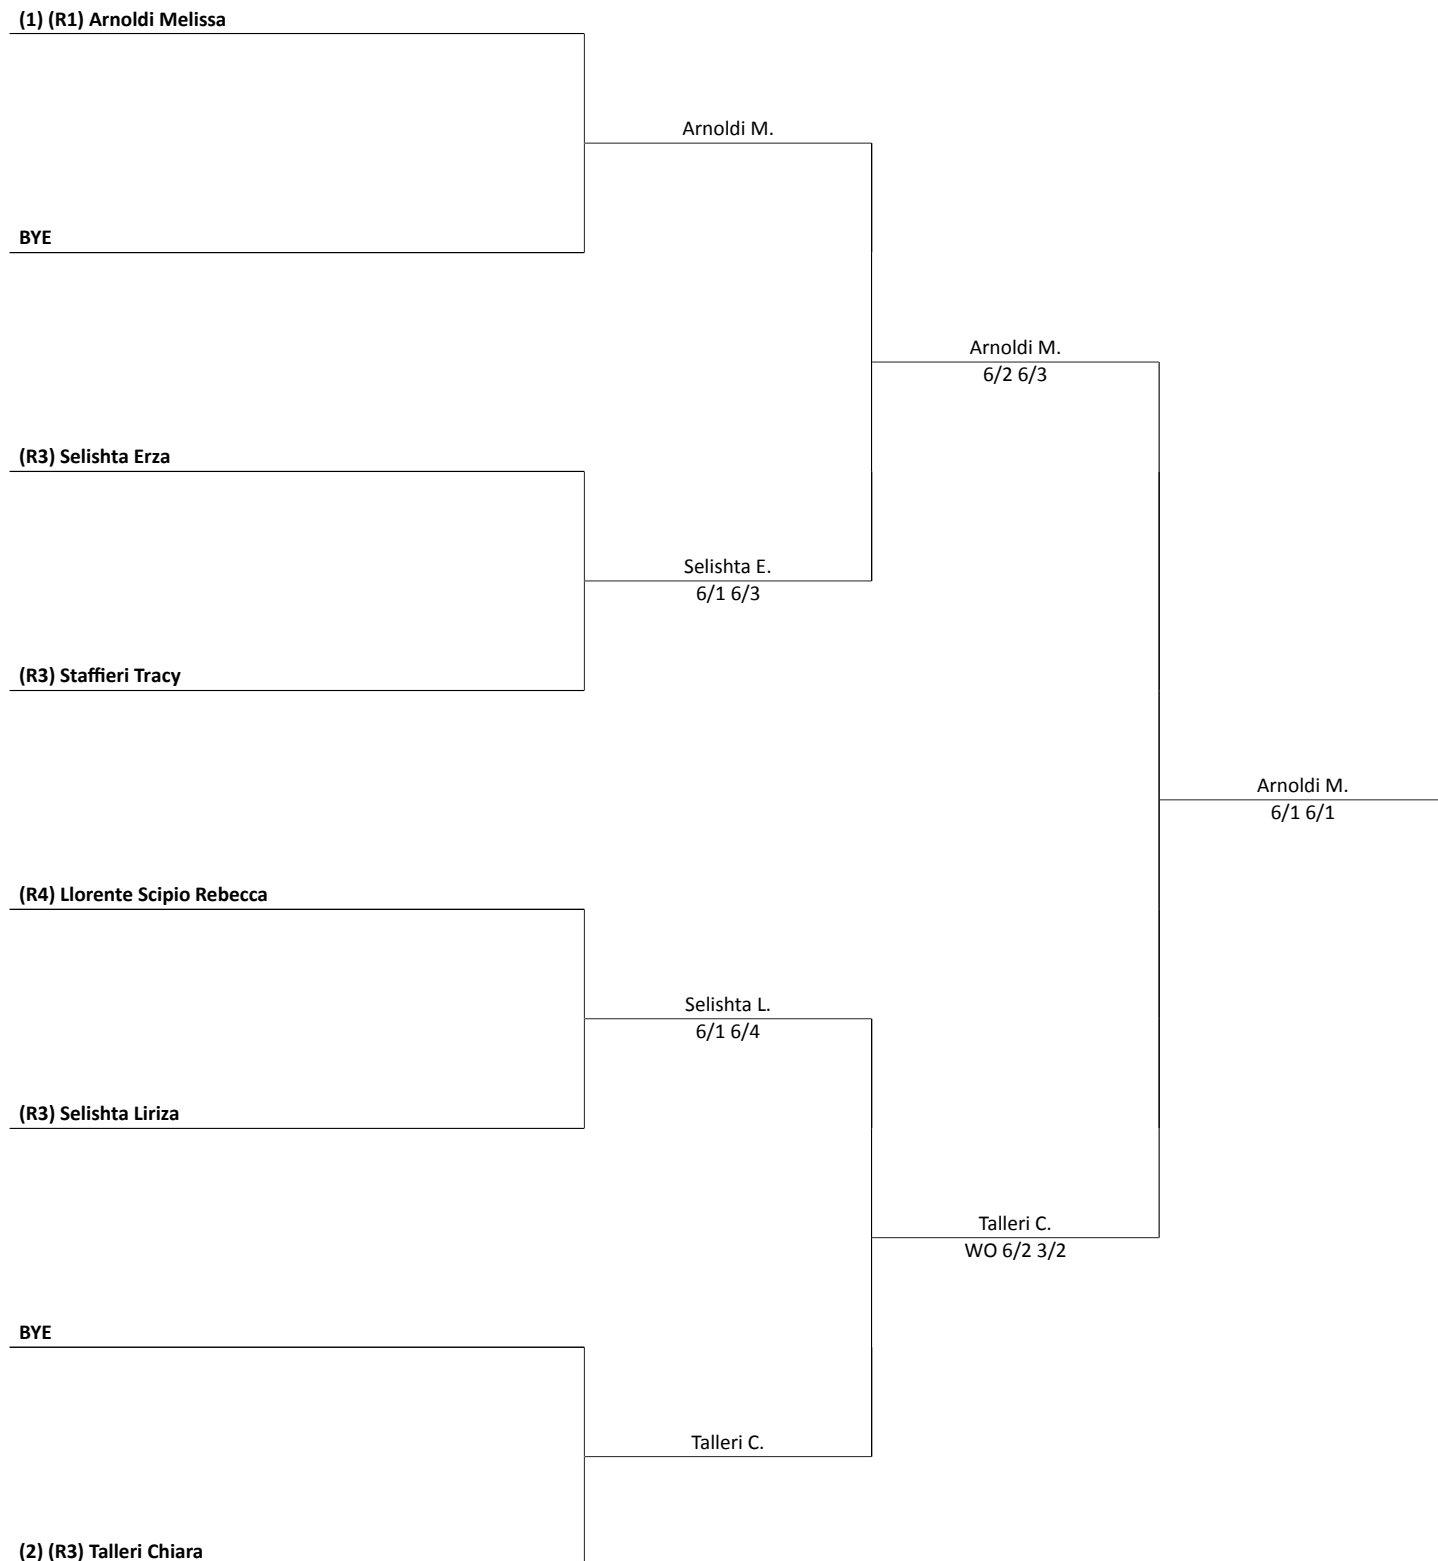 (1) (R1) Arnoldi Melissa
Arnoldi M.
BYE
Arnoldi M.
6/2 6/3
(R3) Selishta Erza
Selishta E.
6/1 6/3
(R3) Staffieri Tracy
Arnoldi M.
6/1 6/1
(R4) Llorente Scipio Rebecca
Selishta L.
6/1 6/4
(R3) Selishta Liriza
Talleri C.
WO 6/2 3/2
BYE
Talleri C.
(2) (R3) Talleri Chiara